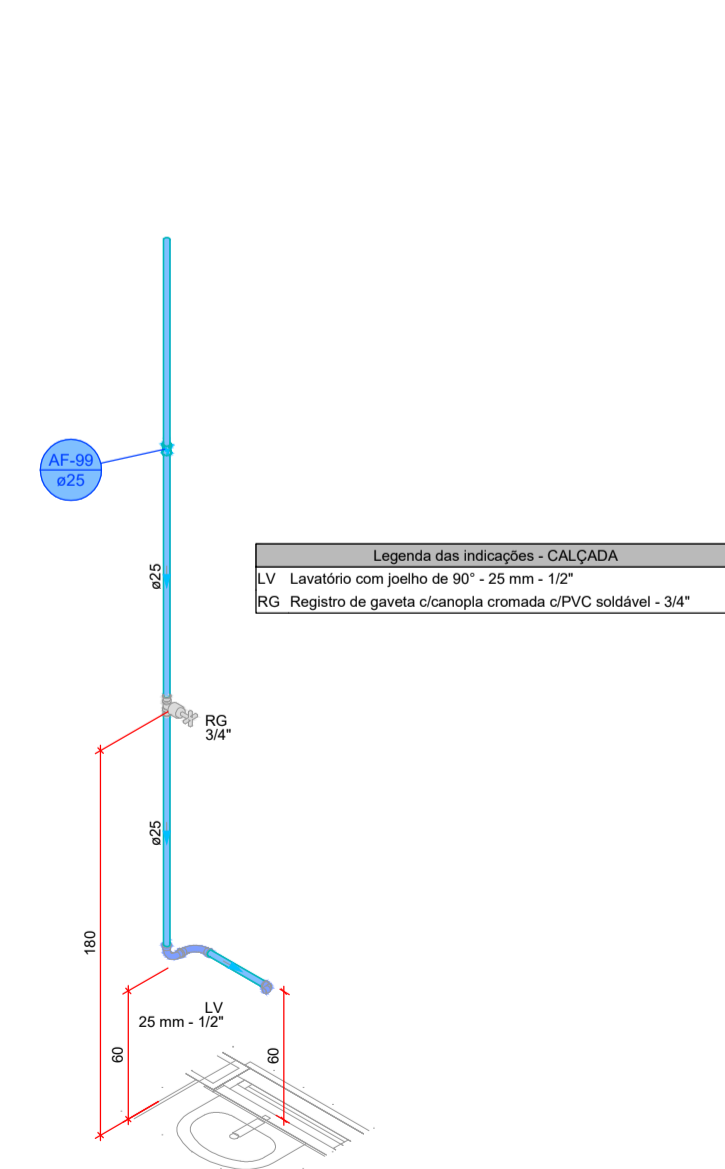 AF-99
ø25
ø25
Legenda das indicações - CALÇADA
LV Lavatório com joelho de 90° - 25 mm - 1/2"
RG Registro de gaveta c/canopla cromada c/PVC soldável - 3/4"
RG
3/4"
ø25
180
LV
25 mm - 1/2"
60
60